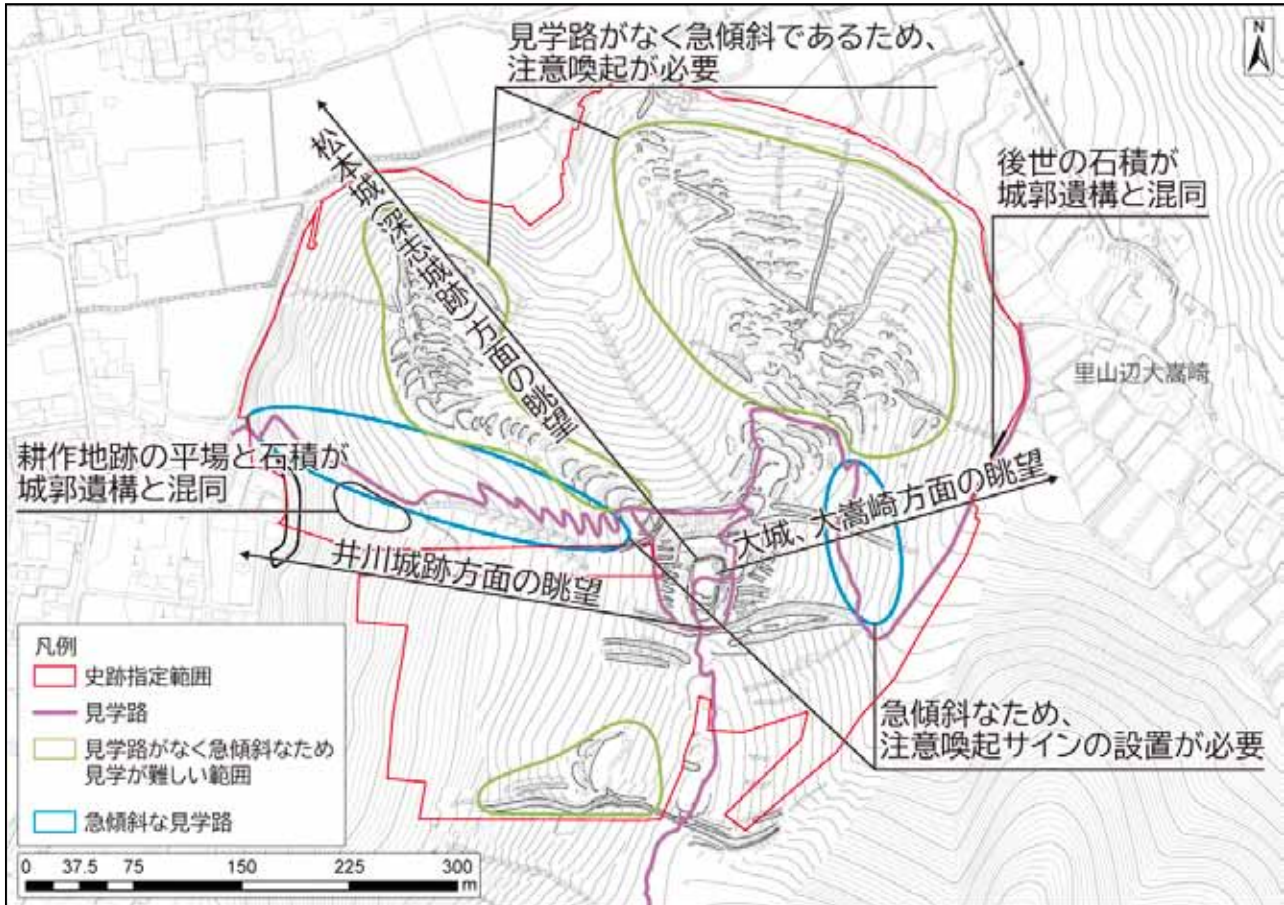 見学路がなく急傾斜であるため、
注意喚起が必要
N
松本城(深志城跡)方面の眺望
後世の石積が
城郭遺構と混同
里山辺大嵩崎
耕作地跡の平場と石積が
城郭遺構と混同
大城、大嵩崎方面の眺望
井川城跡方面の眺望
急傾斜なため、
注意喚起サインの設置が必要
凡例
史跡指定範囲
見学路
見学路がなく急傾斜なため
見学が難しい範囲
急傾斜な見学路
0 37.5 75 150 225 300
m